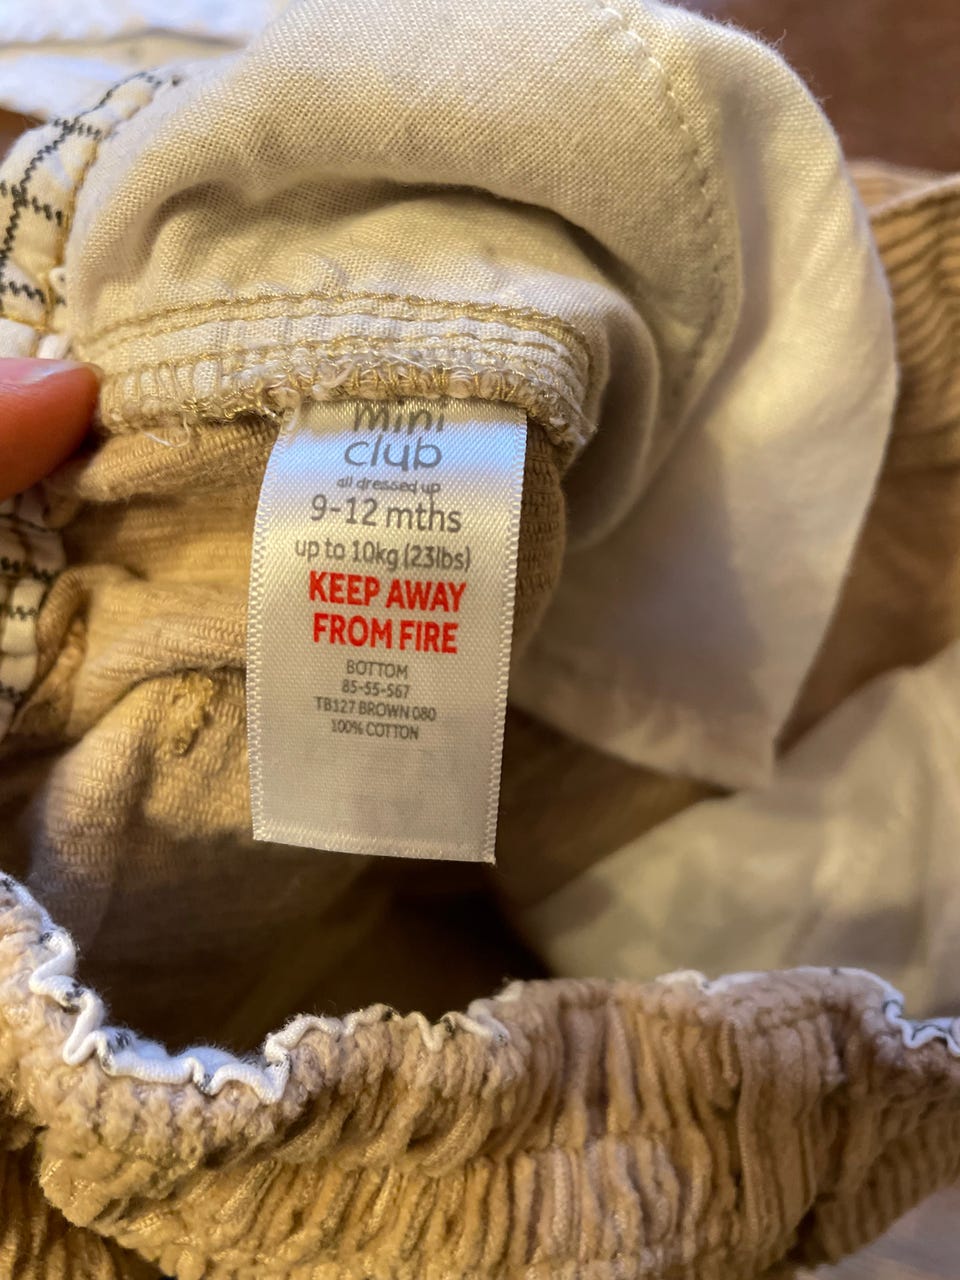 mini
club
all dressed up
9-12 mths
up to 10kg (23lbs)
KEEP AWAY
FROM FIRE
BOTTOM
85-55-567
TB127 BROWN 080
100% COTTON